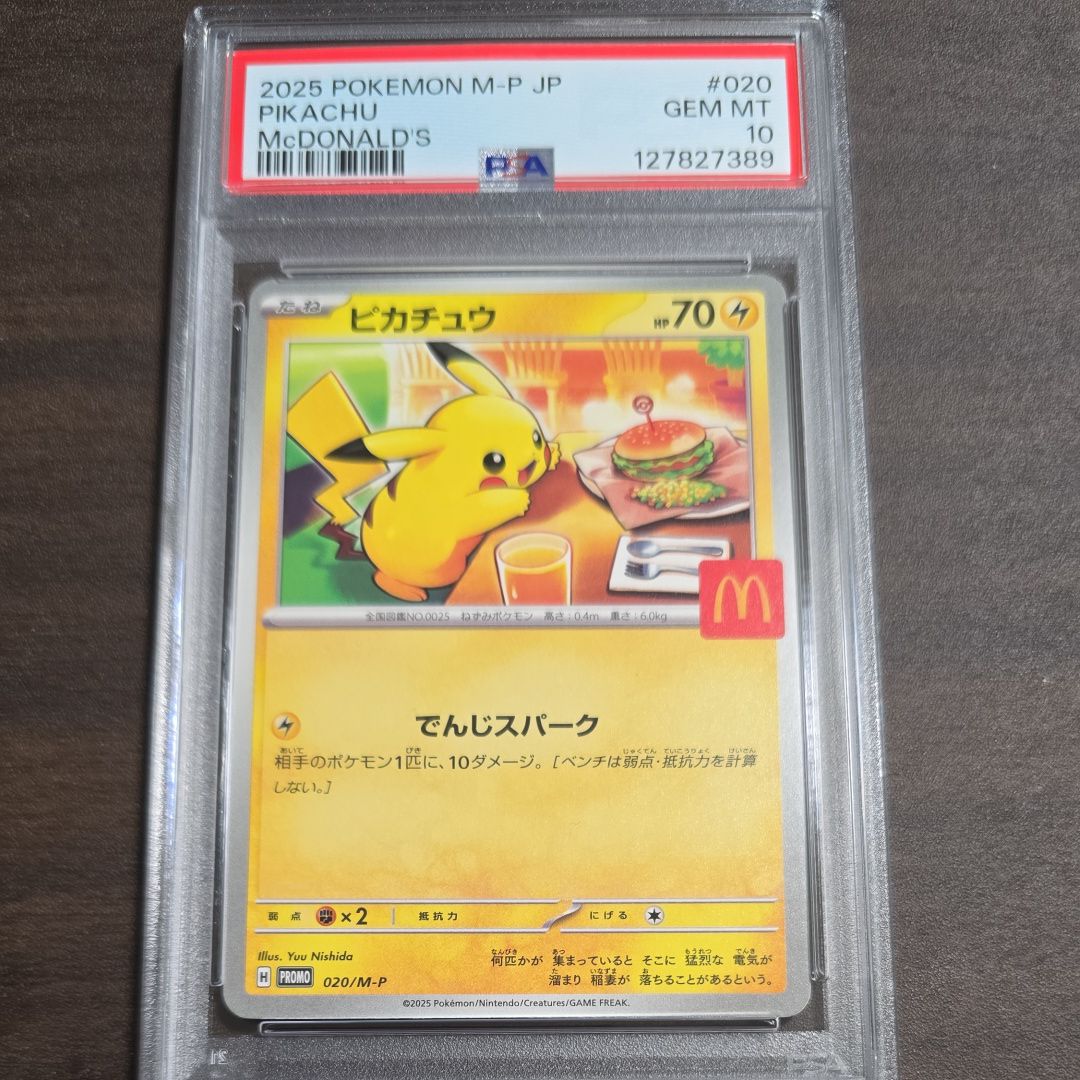 2025 POKEMON M-P JP #020
PIKACHU GEM MT
McDONALD'S 10
127827389
PSA
たね ピカチュウ HP70
全国図鑑NO.0025 ねずみポケモン 高さ:0.4m 重さ:6.0kg
でんじスパーク
相手のポケモン1匹に、10ダメージ。[ベンチは弱点・抵抗力を計算
しない。]
弱点 ×2 抵抗力 にげる
Illus. Yuu Nishida
何匹かが 集まっていると そこに 猛烈な 電気が
溜まり 稲妻が 落ちることがあるという。
H PROMO 020/M-P
©2025 Pokémon/Nintendo/Creatures/GAME FREAK.